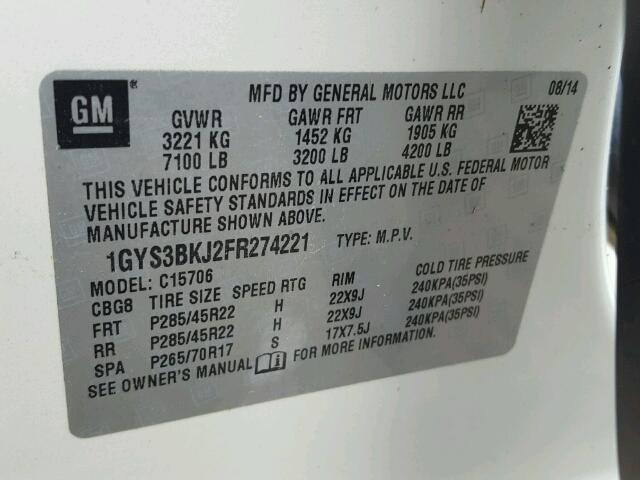 GM ®
MFD BY GENERAL MOTORS LLC 08/14
GVWR GAWR FRT GAWR RR
3221 KG 1452 KG 1905 KG
7100 LB 3200 LB 4200 LB
THIS VEHICLE CONFORMS TO ALL APPLICABLE U.S. FEDERAL MOTOR
VEHICLE SAFETY STANDARDS IN EFFECT ON THE DATE OF
MANUFACTURE SHOWN ABOVE.
1GYS3BKJ2FR274221 TYPE: M.P.V.
MODEL: C15706
CBG8 TIRE SIZE SPEED RTG RIM COLD TIRE PRESSURE
FRT P285/45R22 H 22X9J 240KPA(35PSI)
RR P285/45R22 H 22X9J 240KPA(35PSI)
SPA P265/70R17 S 17X7.5J 240KPA(35PSI)
SEE OWNER'S MANUAL FOR MORE INFORMATION.